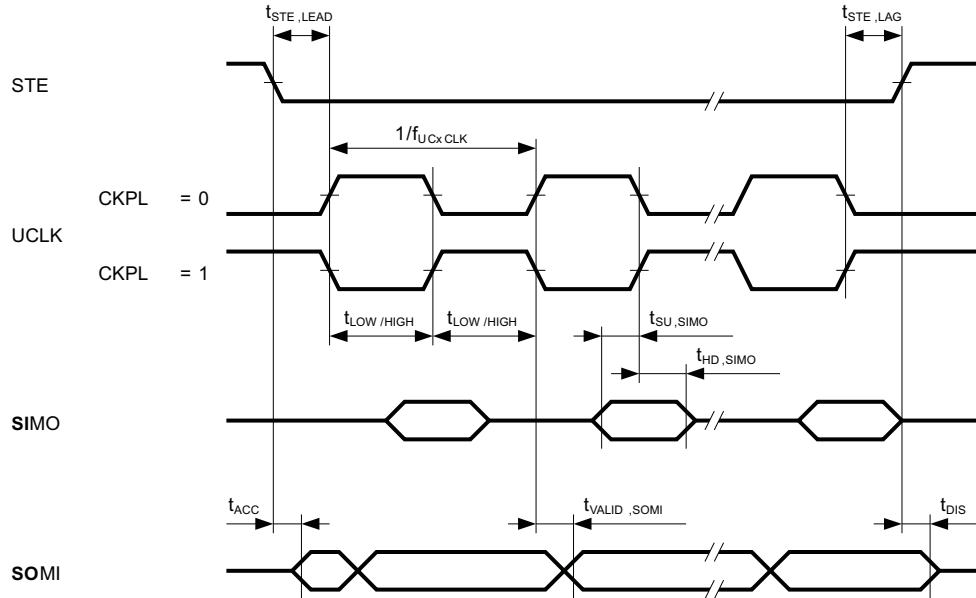 tSTE,LEAD
tSTE,LAG
STE
1/fUCxCLK
CKPL = 0
UCLK
CKPL = 1
tLOW/HIGH tLOW/HIGH
tSU,SIMO
tHD,SIMO
SIMO
tACC
tVALID,SOMI
tDIS
SOMI